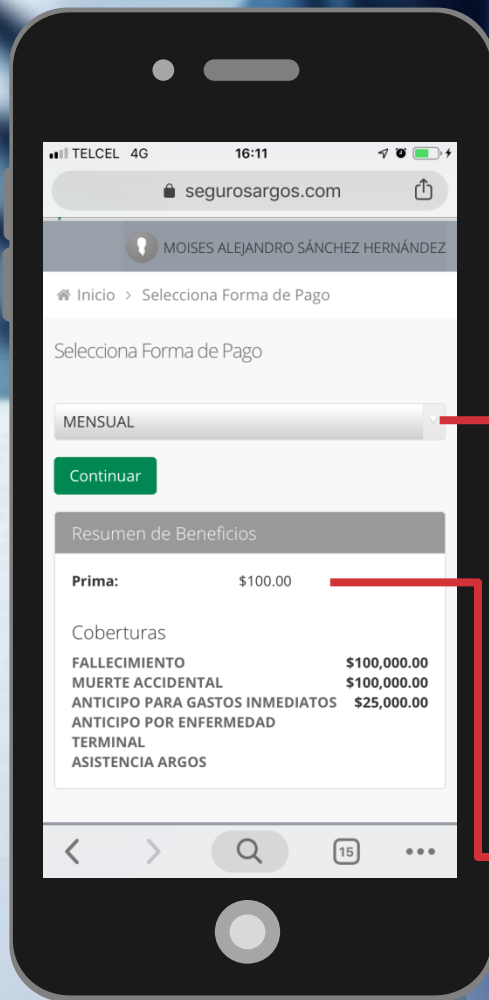 TELCEL 4G 16:11
segurosargos.com
MOISES ALEJANDRO SÁNCHEZ HERNÁNDEZ
Inicio > Selecciona Forma de Pago
Selecciona Forma de Pago
MENSUAL
Continuar
Resumen de Beneficios
Prima: $100.00
Coberturas
FALLECIMIENTO $100,000.00
MUERTE ACCIDENTAL $100,000.00
ANTICIPO PARA GASTOS INMEDIATOS $25,000.00
ANTICIPO POR ENFERMEDAD
TERMINAL
ASISTENCIA ARGOS
15